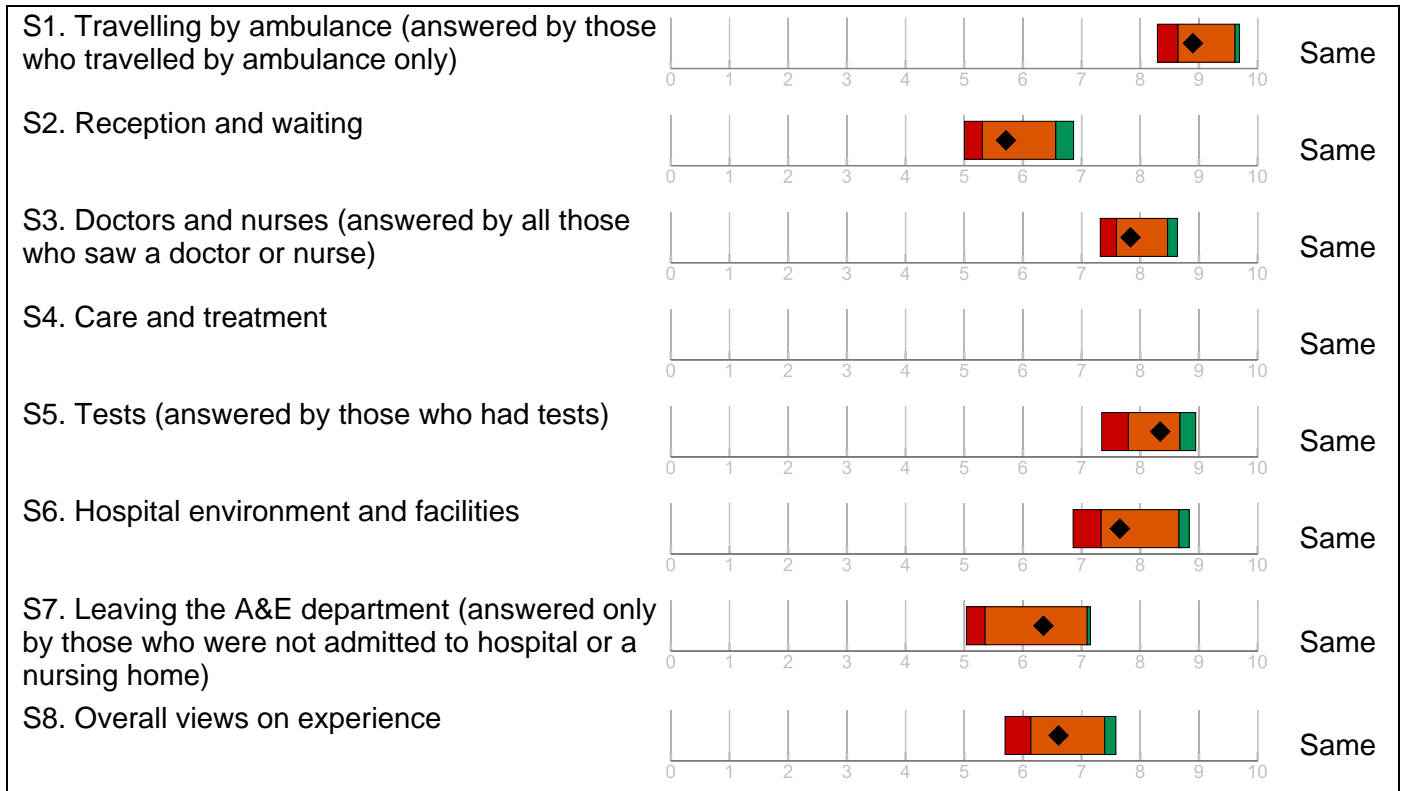 S1. Travelling by ambulance (answered by those
who travelled by ambulance only)
0 1 2 3 4 5 6 7 8 9 10
Same
S2. Reception and waiting
0 1 2 3 4 5 6 7 8 9 10
Same
S3. Doctors and nurses (answered by all those
who saw a doctor or nurse)
0 1 2 3 4 5 6 7 8 9 10
Same
S4. Care and treatment
0 1 2 3 4 5 6 7 8 9 10
Same
S5. Tests (answered by those who had tests)
0 1 2 3 4 5 6 7 8 9 10
Same
S6. Hospital environment and facilities
0 1 2 3 4 5 6 7 8 9 10
Same
S7. Leaving the A&E department (answered only
by those who were not admitted to hospital or a
nursing home)
0 1 2 3 4 5 6 7 8 9 10
Same
S8. Overall views on experience
0 1 2 3 4 5 6 7 8 9 10
Same